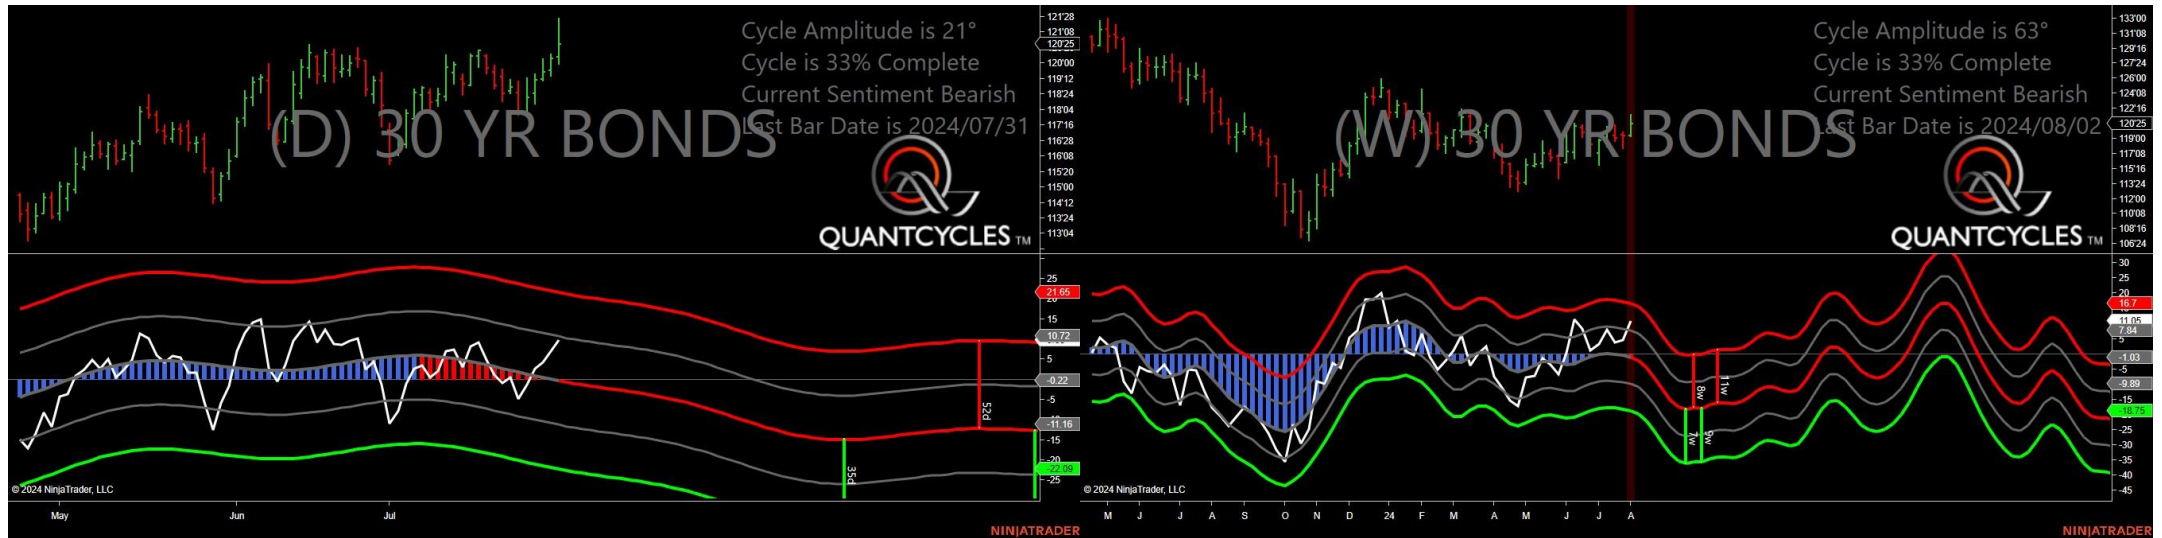 Cycle Amplitude is 21°
Cycle is 33% Complete
Current Sentiment Bearish
Last Bar Date is 2024/07/31
(D) 30 YR BONDS
QUANTCYCLES TM
121'28
121'08
120'25
120'00
119'12
118'24
118'04
117'16
116'28
116'08
115'20
115'00
114'12
113'24
113'04
25
21.65
15
10.72
5
-0.22
-5
-11.16
-15
-20
-22.09
-25
52d
35d
© 2024 NinjaTrader, LLC
May Jun Jul
NINJATRADER
Cycle Amplitude is 63°
Cycle is 33% Complete
Current Sentiment Bearish
Last Bar Date is 2024/08/02
(W) 30 YR BONDS
QUANTCYCLES TM
133'00
131'08
129'16
127'24
126'00
124'08
122'16
120'25
119'00
117'08
115'16
113'24
112'00
110'08
108'16
106'24
30
25
20
16.7
11.05
7.84
5
-1.03
-5
-9.89
-15
-18.75
-25
-30
-35
-40
-45
8w
11w
7w
9w
© 2024 NinjaTrader, LLC
M J J A S O N D 24 F M A M J J A
NINJATRADER